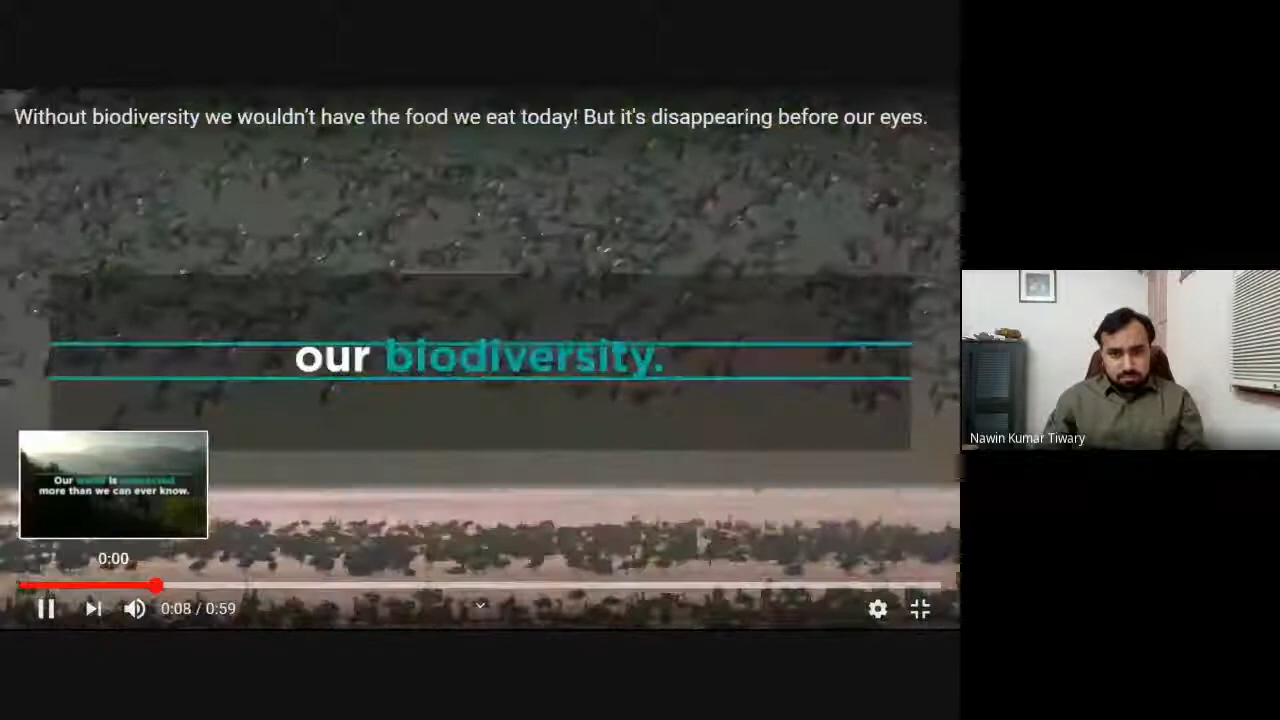 Without biodiversity we wouldn't have the food we eat today! But it's disappearing before our eyes.
our biodiversity.
Our world is connected
more than we can ever know.
0:00
0:08 / 0:59
Nawin Kumar Tiwary